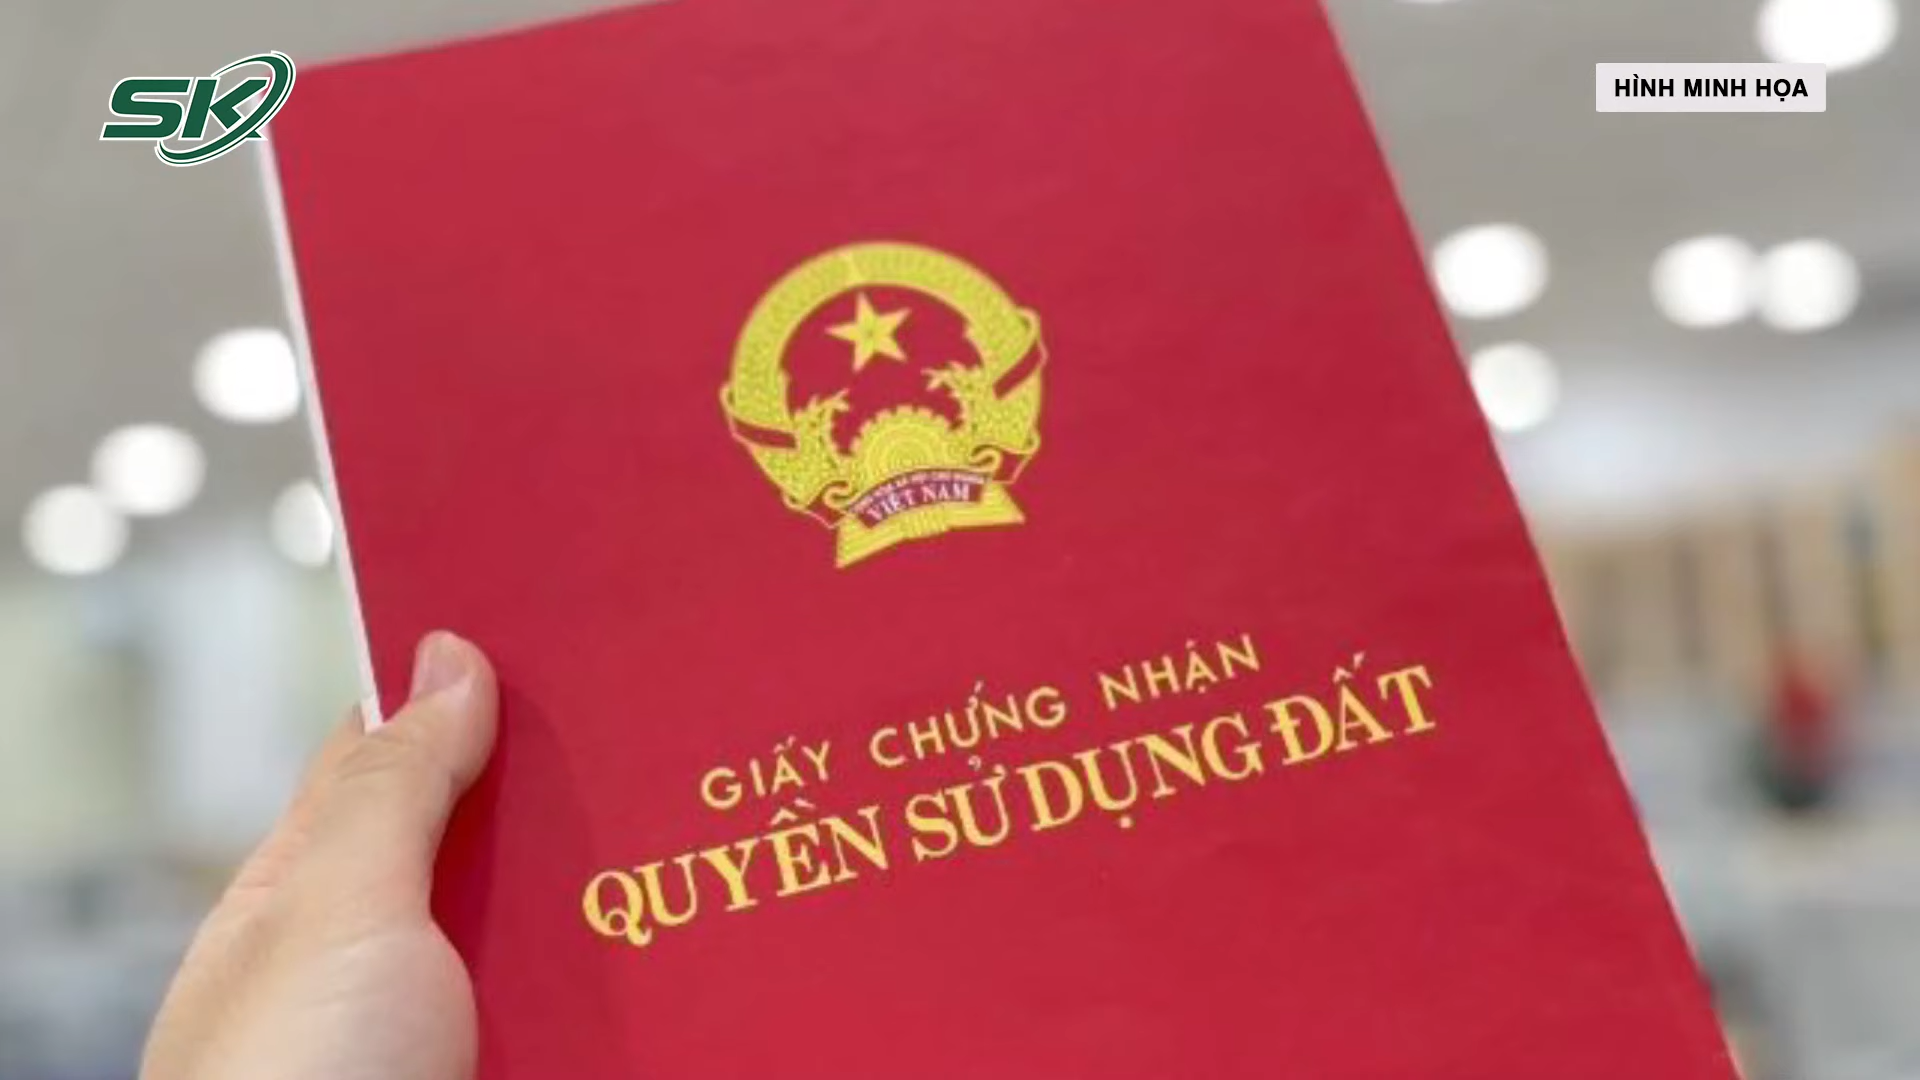 SK
HÌNH MINH HỌA
VIỆT NAM
GIẤY CHỨNG NHẬN
QUYỀN SỬ DỤNG ĐẤT